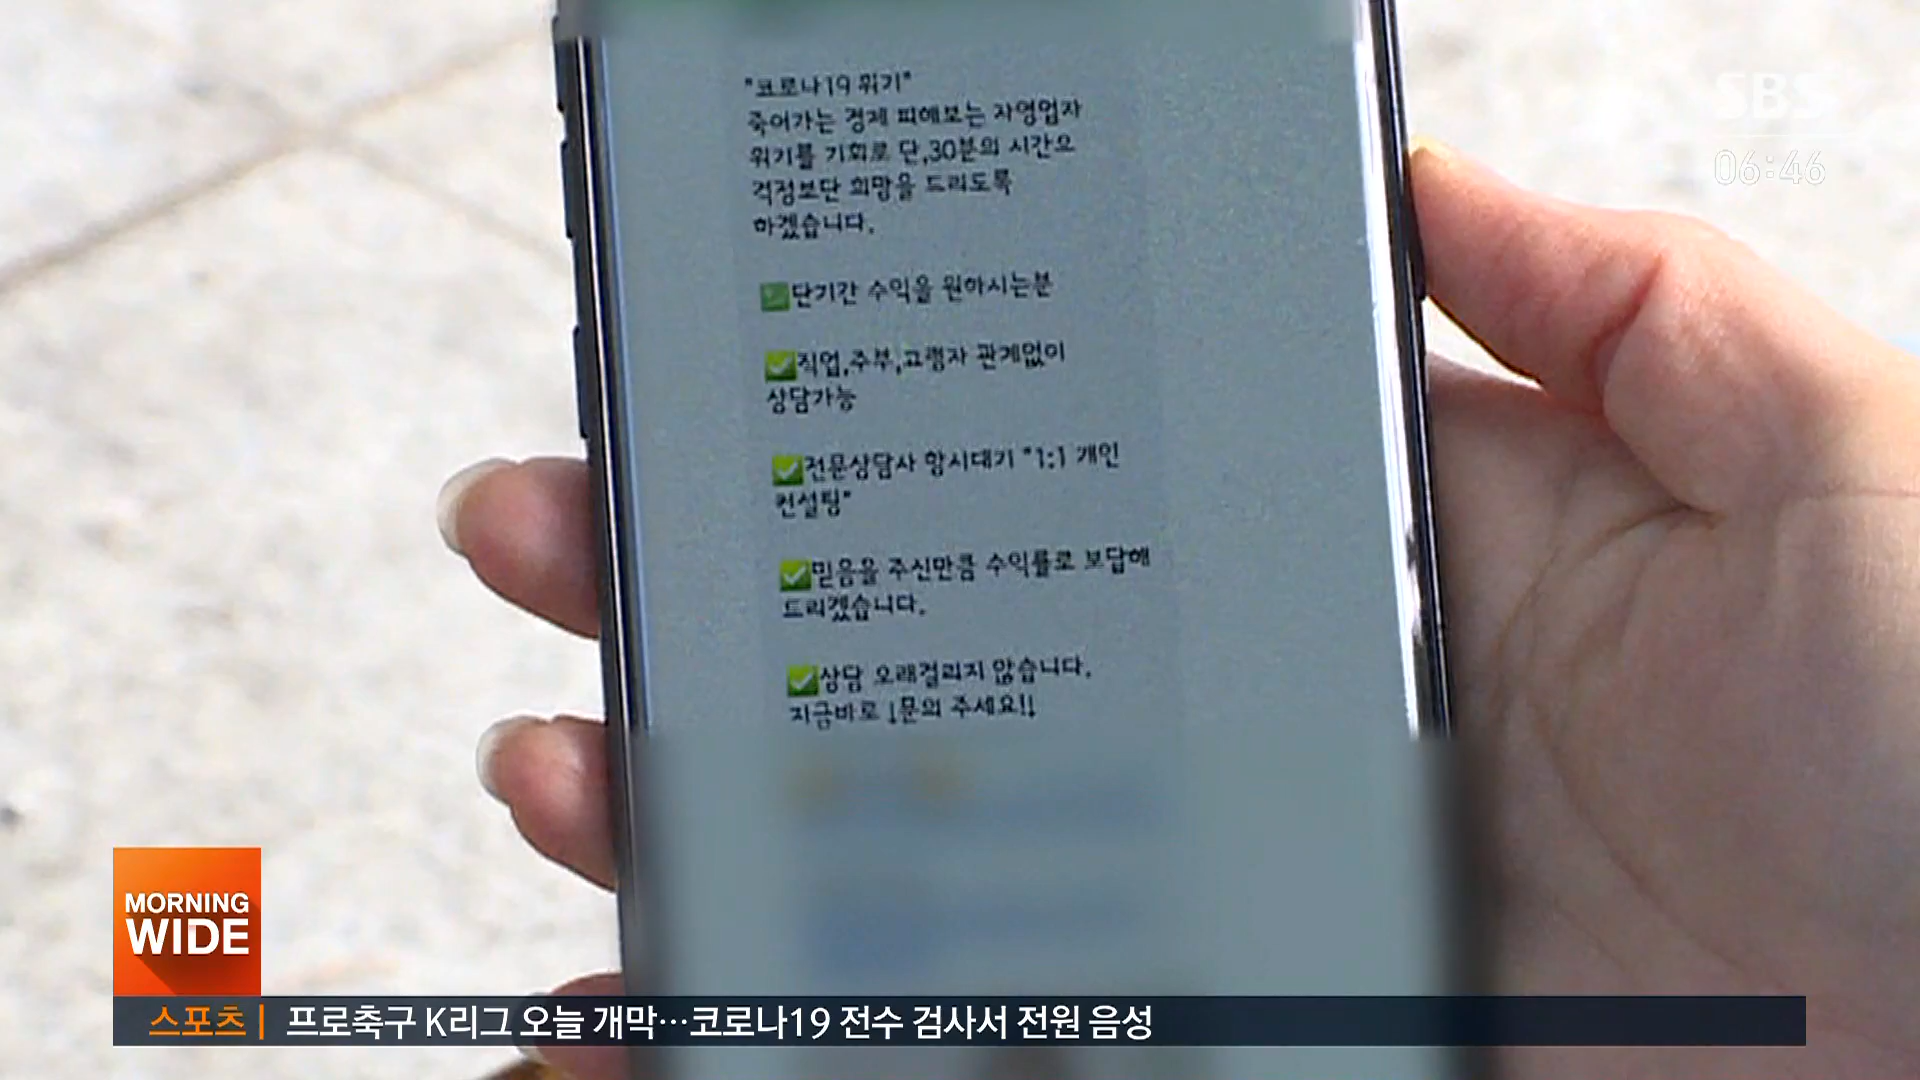 "코로나19 위기"
죽어가는 경제 피해보는 자영업자
위기를 기회로 단,30분의 시간으
걱정보단 희망을 드리도록
하겠습니다.
✅단기간 수익을 원하시는분
✅직업,주부,고령자 관계없이
상담가능
✅전문상담사 항시대기 "1:1 개인
컨설팅"
✅믿음을 주신만큼 수익률로 보답해
드리겠습니다.
✅상담 오래걸리지 않습니다.
지금바로 ↓문의 주세요!↓
SBS
06:46
MORNING
WIDE
스포츠 | 프로축구 K리그 오늘 개막…코로나19 전수 검사서 전원 음성